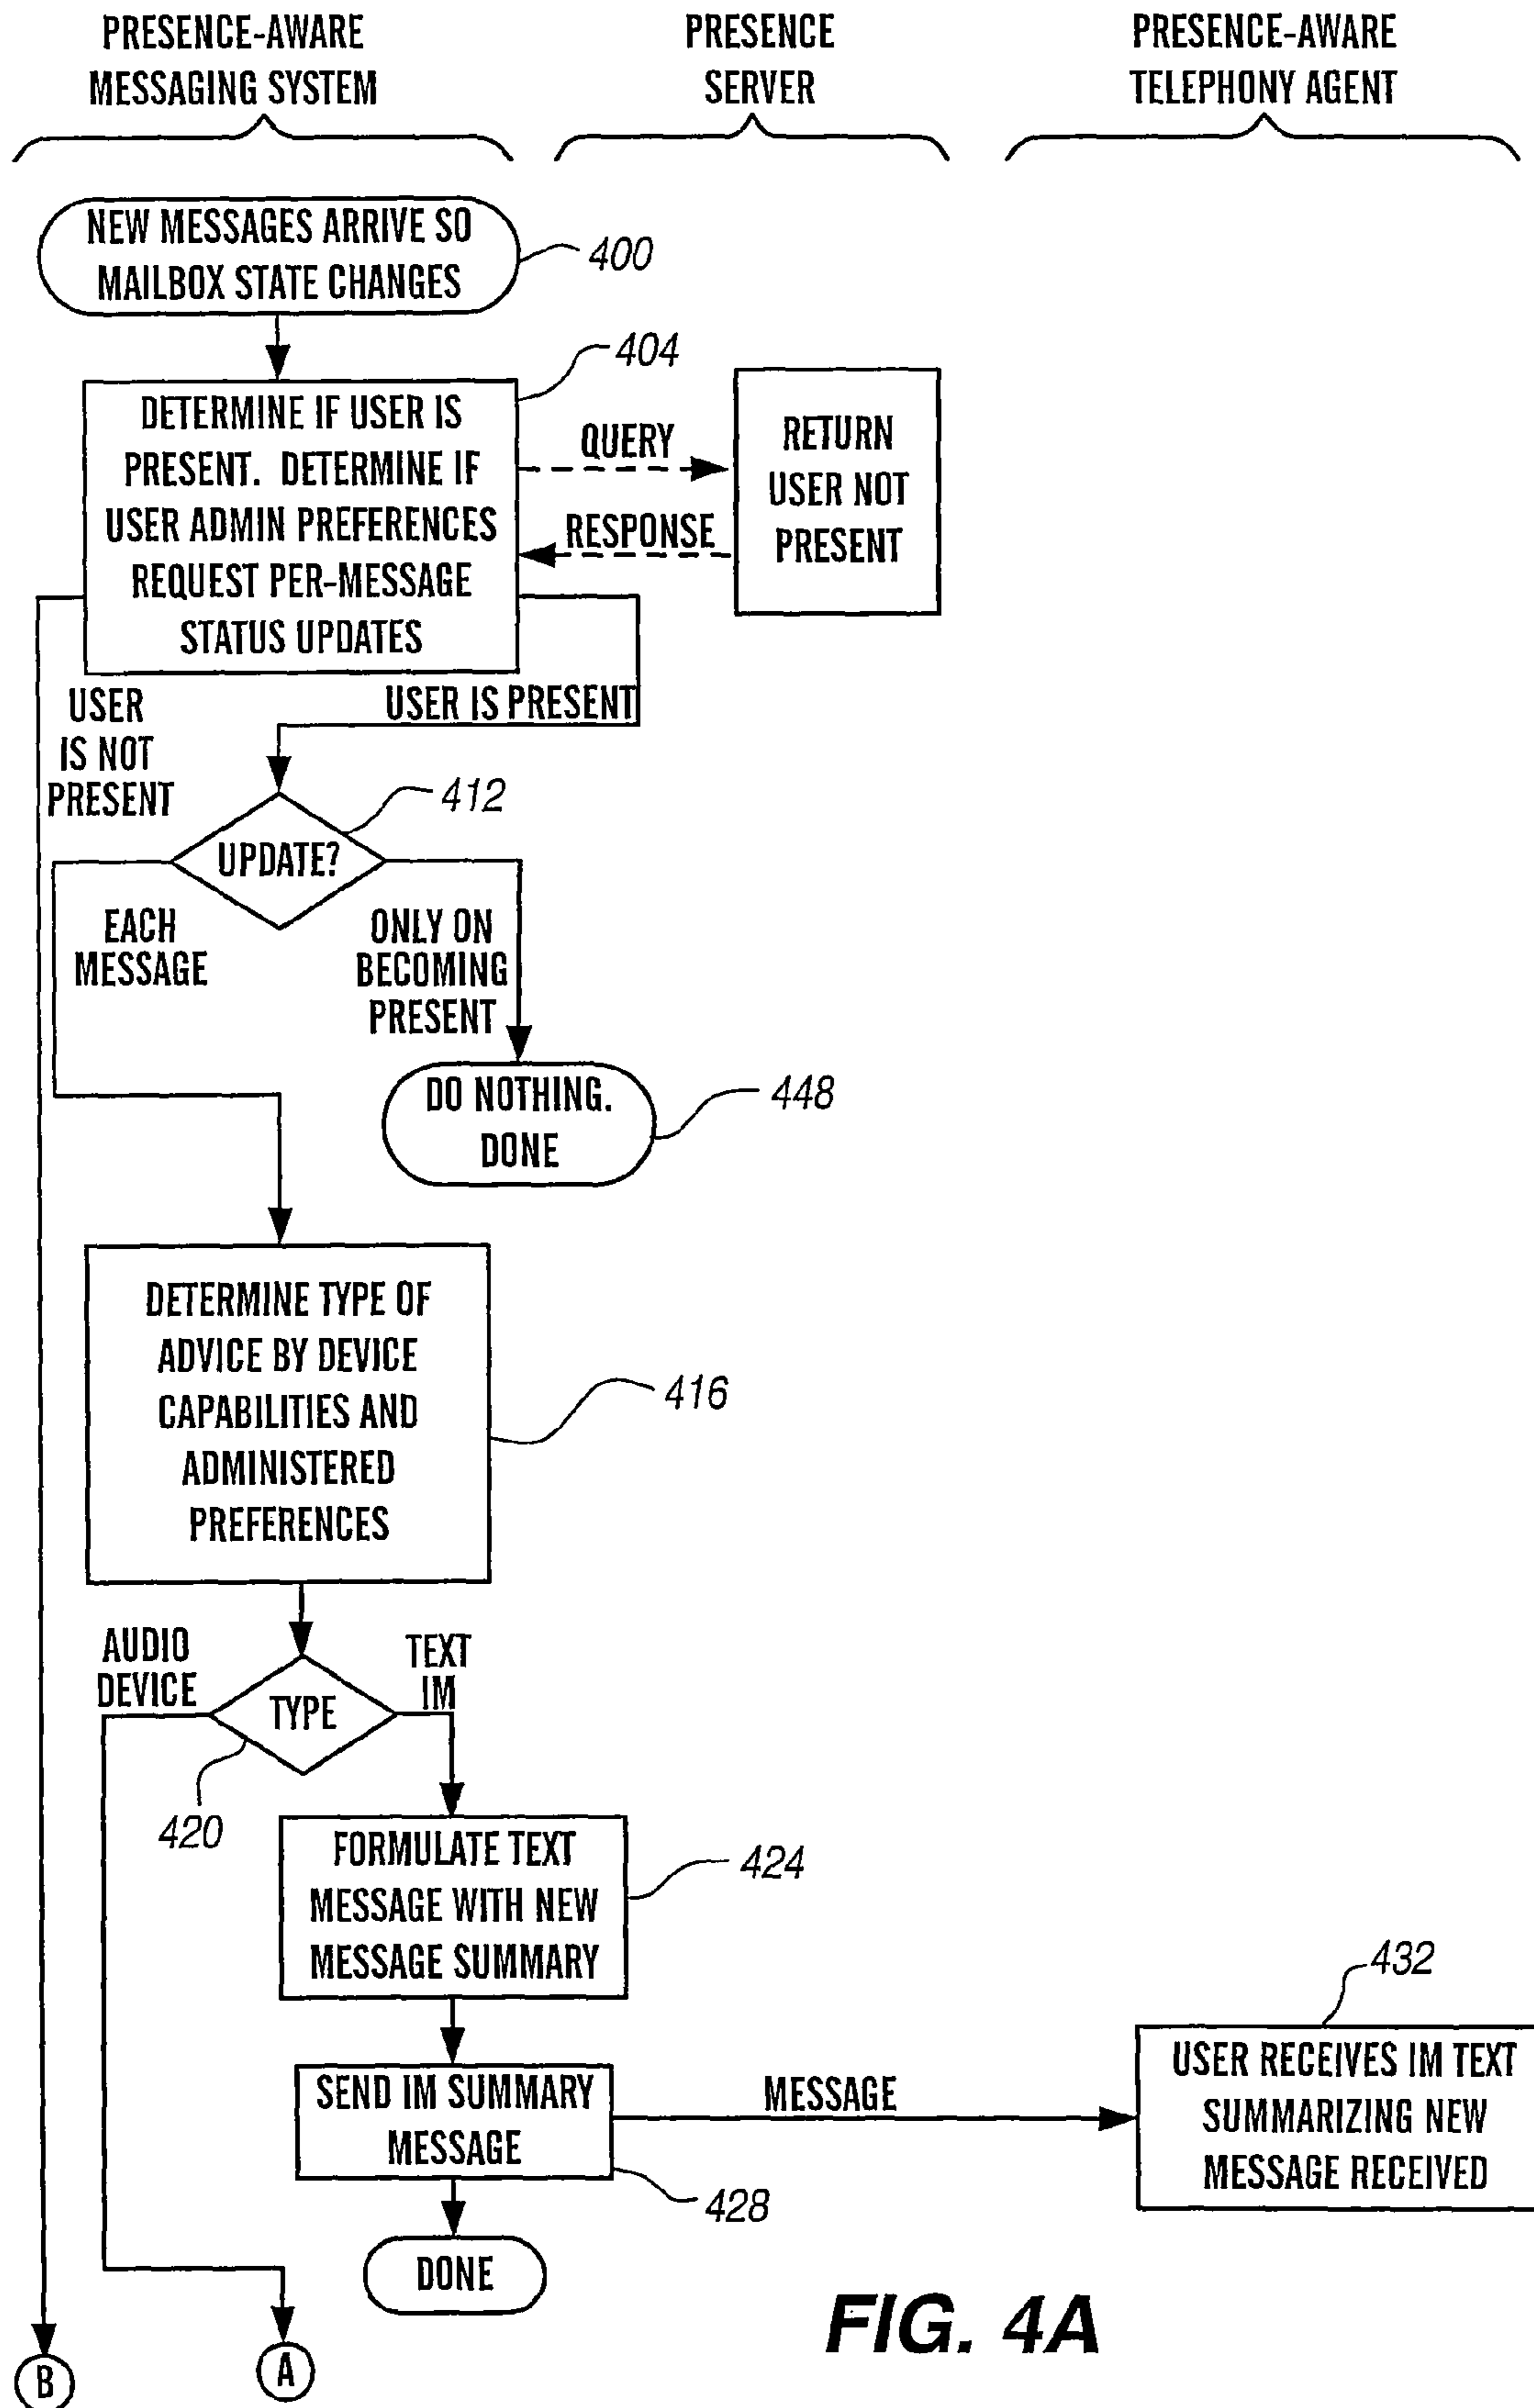 PRESENCE-AWARE
MESSAGING SYSTEM
PRESENCE
SERVER
PRESENCE-AWARE
TELEPHONY AGENT
NEW MESSAGES ARRIVE SO
MAILBOX STATE CHANGES
400
404
DETERMINE IF USER IS
PRESENT. DETERMINE IF
USER ADMIN PREFERENCES
REQUEST PER-MESSAGE
STATUS UPDATES
QUERY
RESPONSE
RETURN
USER NOT
PRESENT
USER
IS NOT
PRESENT
USER IS PRESENT
412
UPDATE?
EACH
MESSAGE
ONLY ON
BECOMING
PRESENT
DO NOTHING.
DONE
448
DETERMINE TYPE OF
ADVICE BY DEVICE
CAPABILITIES AND
ADMINISTERED
PREFERENCES
416
AUDIO
DEVICE
TEXT
IM
TYPE
420
FORMULATE TEXT
MESSAGE WITH NEW
MESSAGE SUMMARY
424
SEND IM SUMMARY
MESSAGE
428
MESSAGE
432
USER RECEIVES IM TEXT
SUMMARIZING NEW
MESSAGE RECEIVED
DONE
B
A
FIG. 4A